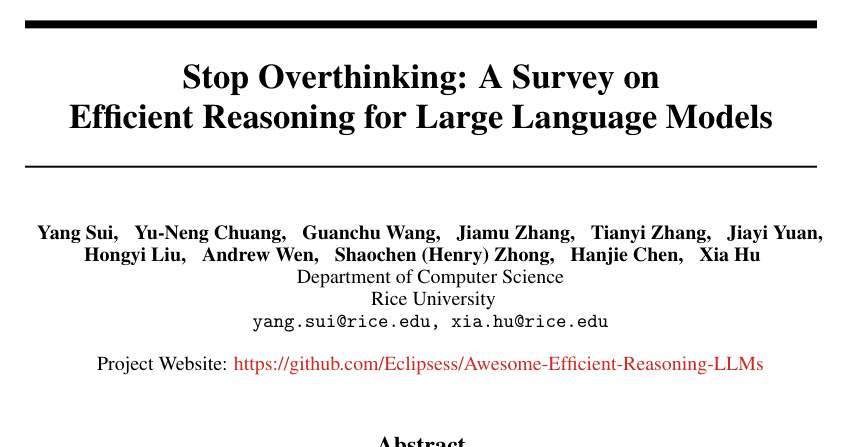 Stop Overthinking: A Survey on
Efficient Reasoning for Large Language Models
Yang Sui, Yu-Neng Chuang, Guanchu Wang, Jiamu Zhang, Tianyi Zhang, Jiayi Yuan,
Hongyi Liu, Andrew Wen, Shaochen (Henry) Zhong, Hanjie Chen, Xia Hu
Department of Computer Science
Rice University
yang.sui@rice.edu, xia.hu@rice.edu
Project Website: https://github.com/Eclipsess/Awesome-Efficient-Reasoning-LLMs
Abstract